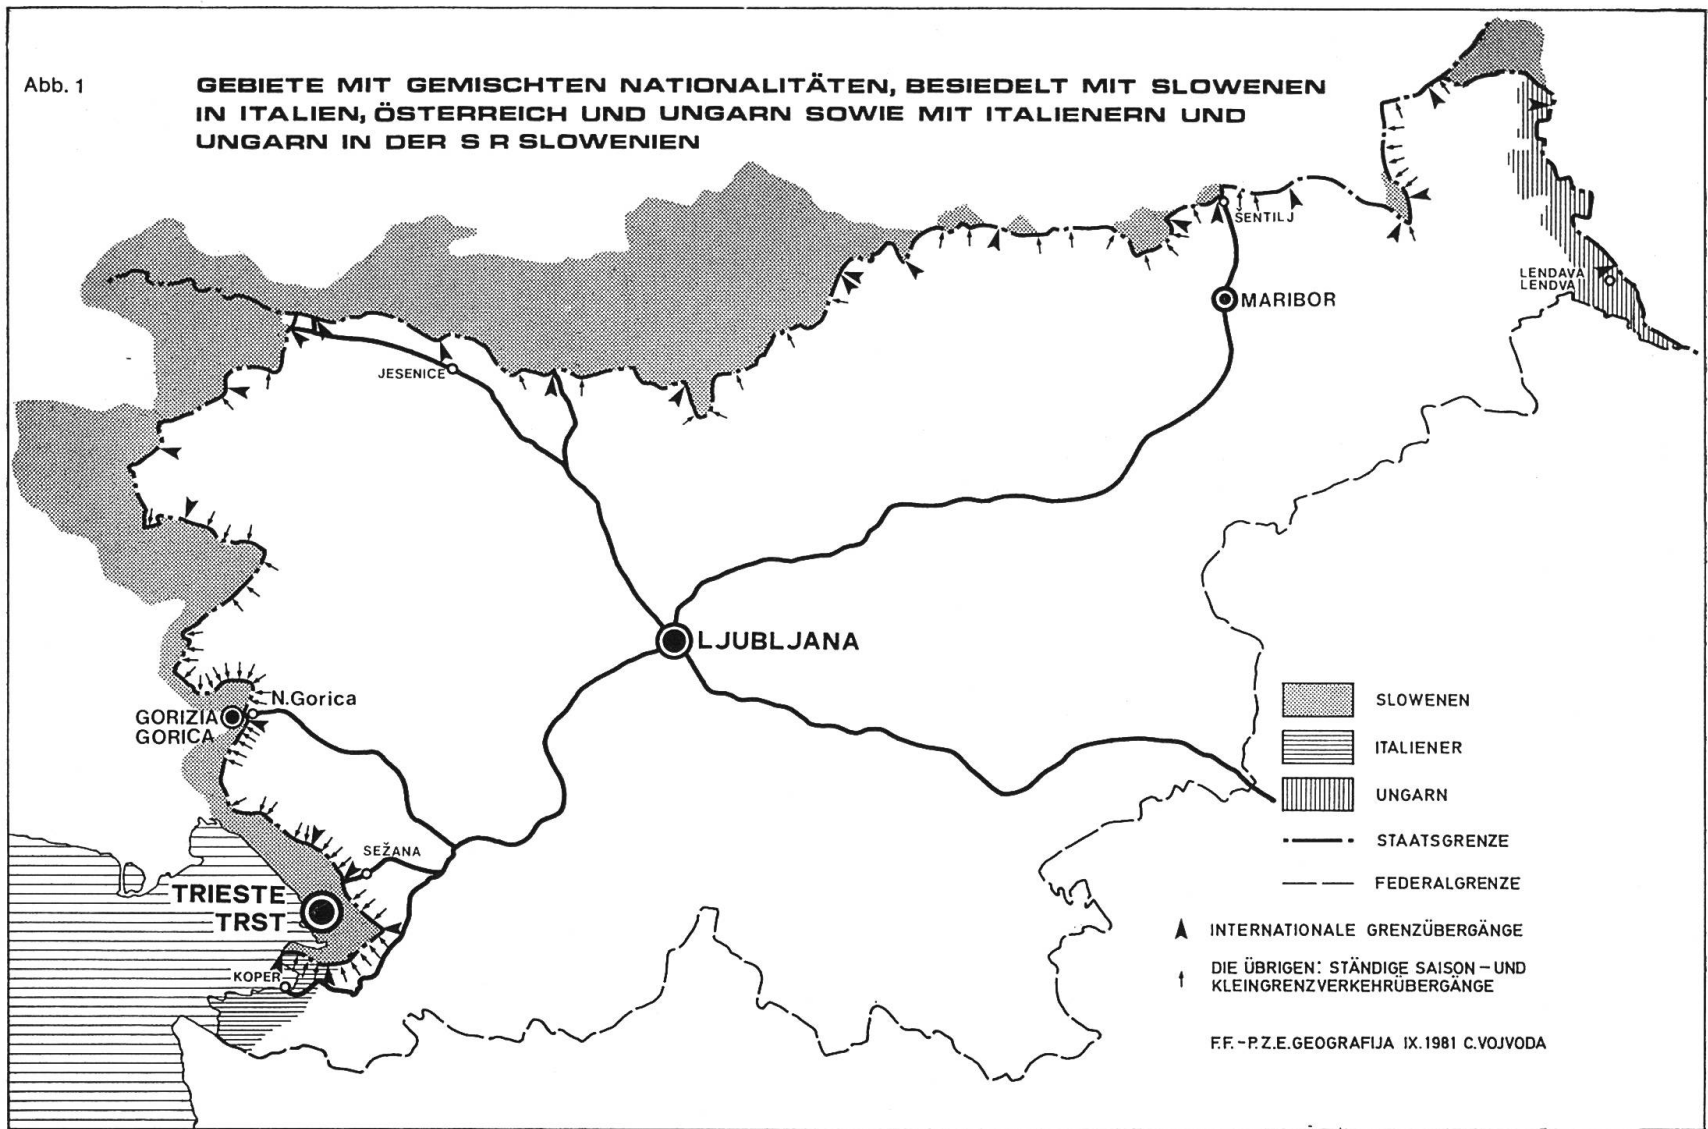 Abb. 1
GEBIETE MIT GEMISCHTEN NATIONALITÄTEN, BESIEDELT MIT SLOWENEN
IN ITALIEN, ÖSTERREICH UND UNGARN SOWIE MIT ITALIENERN UND
UNGARN IN DER S R SLOWENIEN
ŠENTILJ
LENDAVA
LENDVA
MARIBOR
JESENICE
LJUBLJANA
N.Gorica
GORIZIA
GORICA
SEŽANA
TRIESTE
TRST
KOPER
SLOWENEN
ITALIENER
UNGARN
STAATSGRENZE
FEDERALGRENZE
INTERNATIONALE GRENZÜBERGÄNGE
DIE ÜBRIGEN: STÄNDIGE SAISON – UND
KLEINGRENZVERKEHRÜBERGÄNGE
F.F. – P.Z.E. GEOGRAFIJA IX. 1981 C. VOJVODA